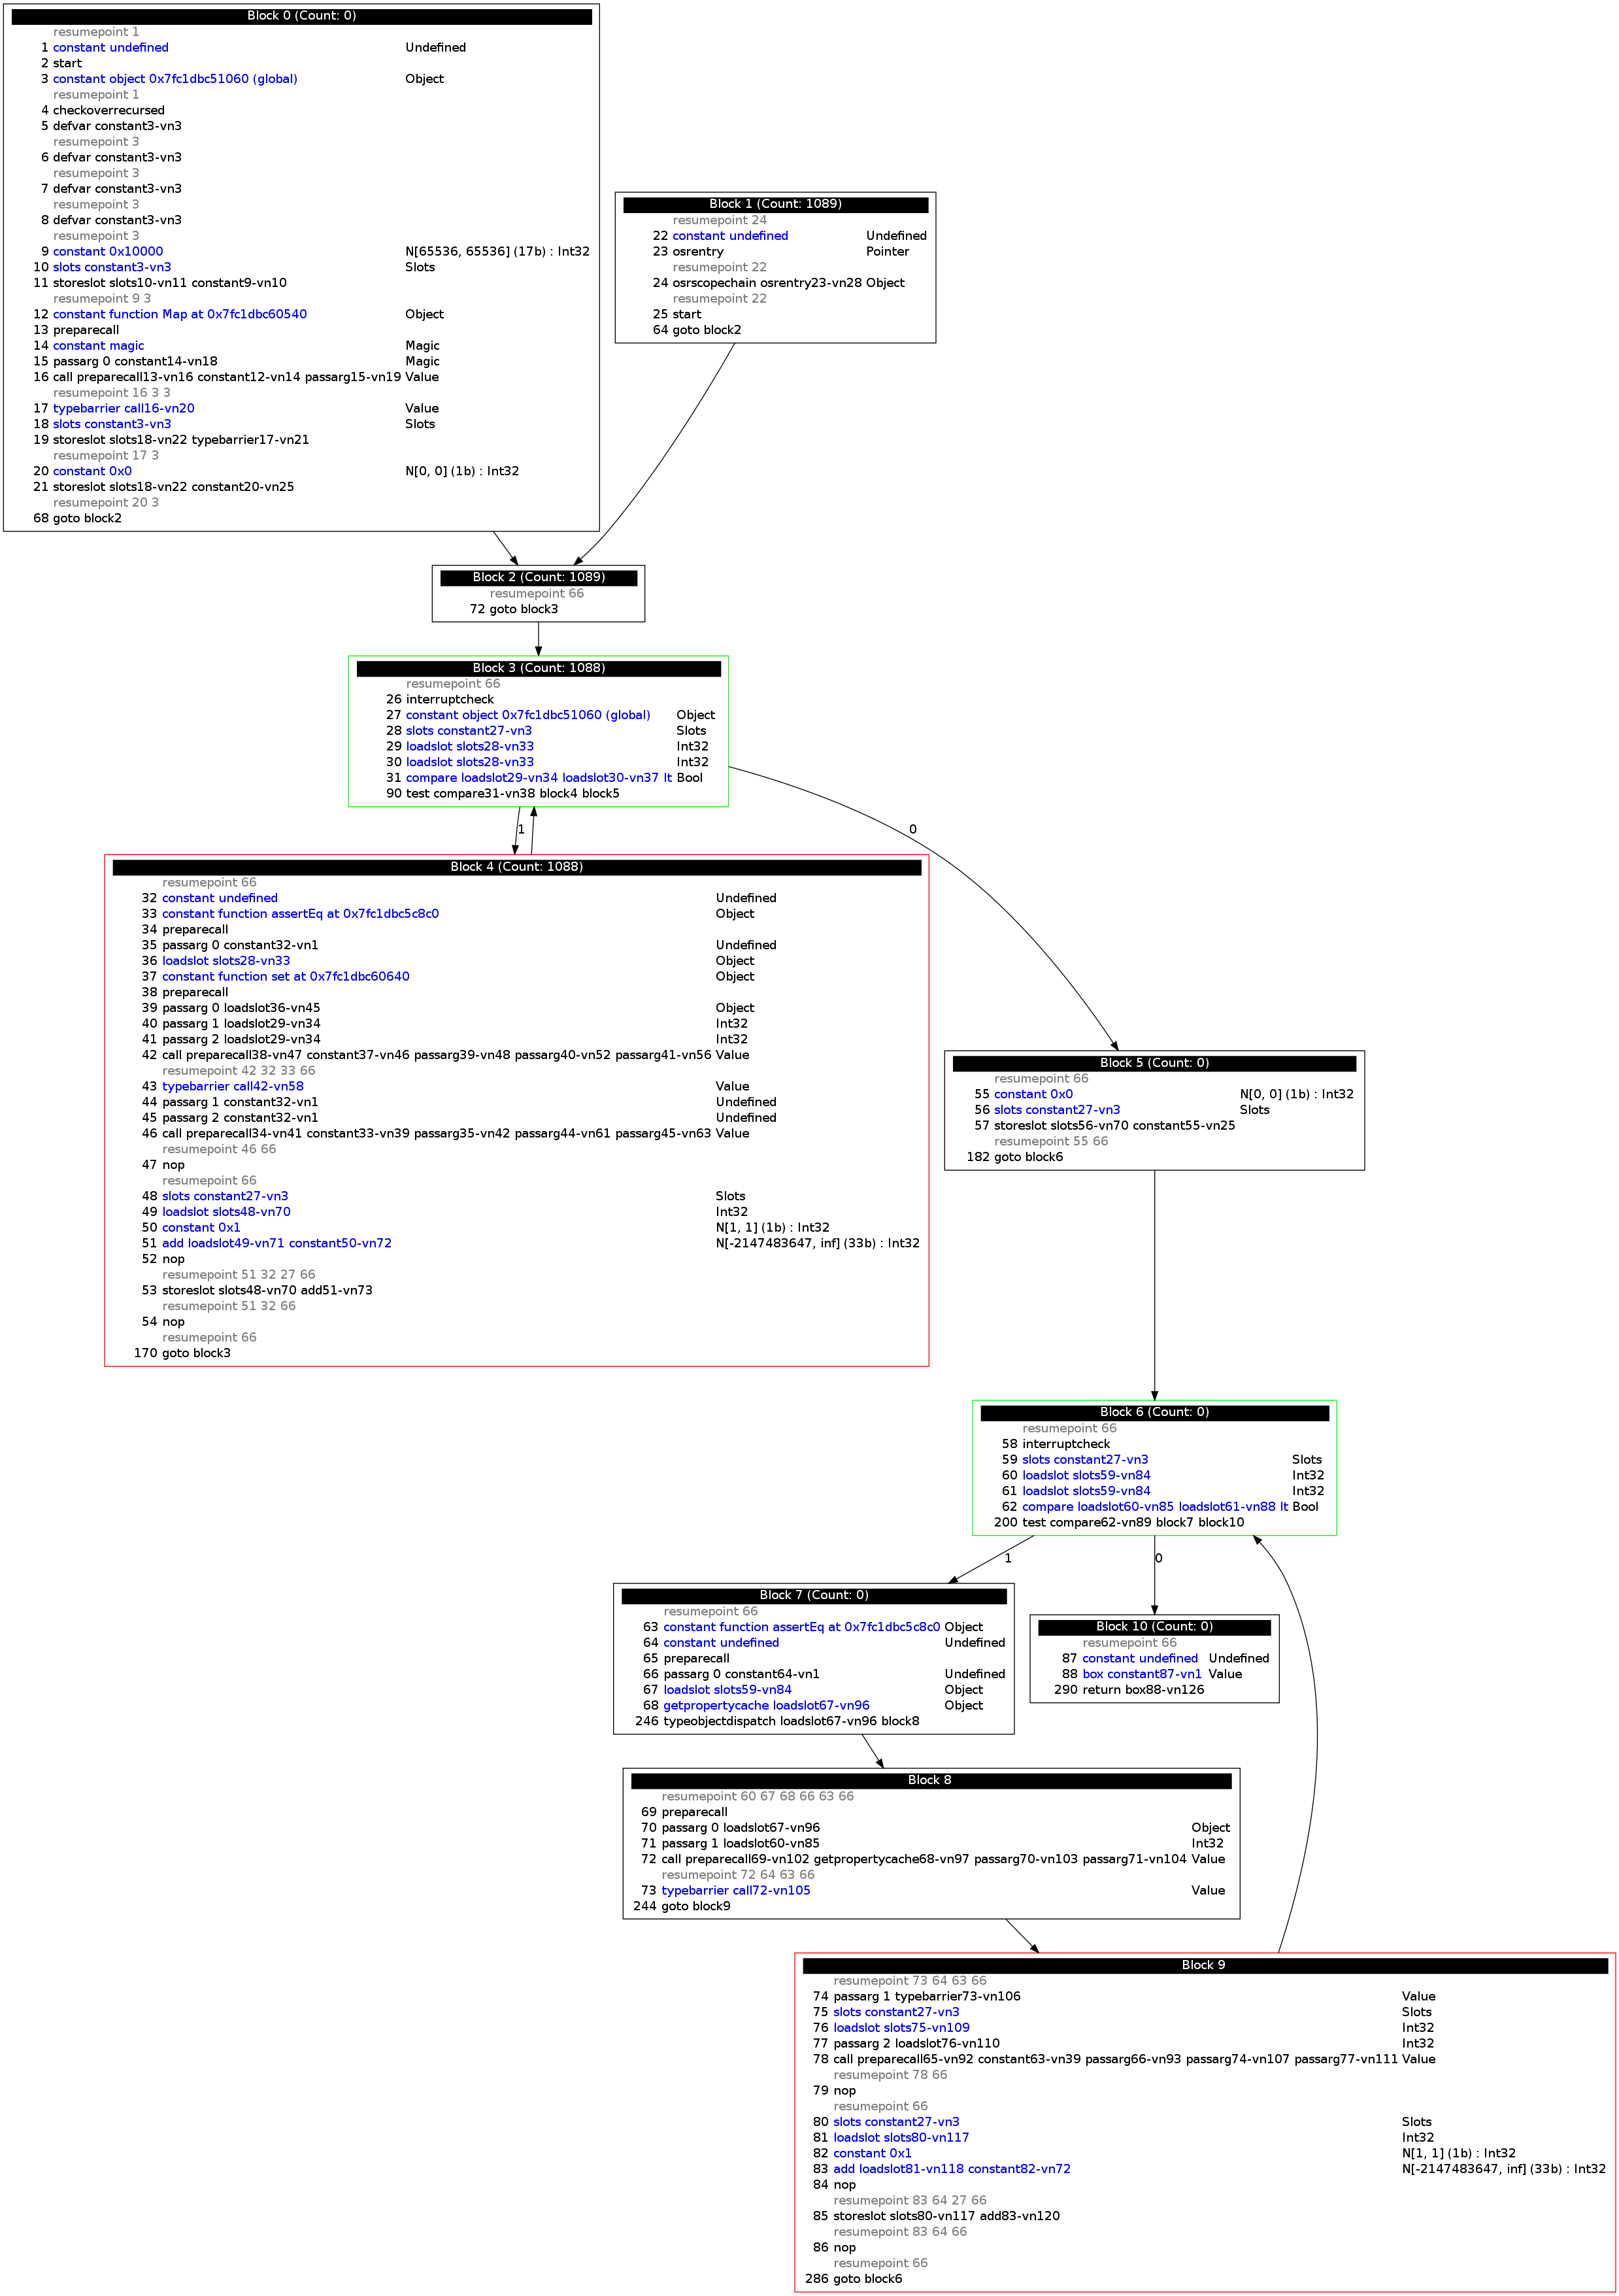 Block 0 (Count: 0)
resumepoint 1
1 constant undefined Undefined
2 start
3 constant object 0x7fc1dbc51060 (global) Object
resumepoint 1
4 checkoverrecursed
5 defvar constant3-vn3
resumepoint 3
6 defvar constant3-vn3
resumepoint 3
7 defvar constant3-vn3
resumepoint 3
8 defvar constant3-vn3
resumepoint 3
9 constant 0x10000 N[65536, 65536] (17b) : Int32
10 slots constant3-vn3 Slots
11 storeslot slots10-vn11 constant9-vn10
resumepoint 9 3
12 constant function Map at 0x7fc1dbc60540 Object
13 preparecall
14 constant magic Magic
15 passarg 0 constant14-vn18 Magic
16 call preparecall13-vn16 constant12-vn14 passarg15-vn19 Value
resumepoint 16 3 3
17 typebarrier call16-vn20 Value
18 slots constant3-vn3 Slots
19 storeslot slots18-vn22 typebarrier17-vn21
resumepoint 17 3
20 constant 0x0 N[0, 0] (1b) : Int32
21 storeslot slots18-vn22 constant20-vn25
resumepoint 20 3
68 goto block2
Block 1 (Count: 1089)
resumepoint 24
22 constant undefined Undefined
23 osrentry Pointer
resumepoint 22
24 osrscopechain osrentry23-vn28 Object
resumepoint 22
25 start
64 goto block2
Block 2 (Count: 1089)
resumepoint 66
72 goto block3
Block 3 (Count: 1088)
resumepoint 66
26 interruptcheck
27 constant object 0x7fc1dbc51060 (global) Object
28 slots constant27-vn3 Slots
29 loadslot slots28-vn33 Int32
30 loadslot slots28-vn33 Int32
31 compare loadslot29-vn34 loadslot30-vn37 lt Bool
90 test compare31-vn38 block4 block5
1
0
Block 4 (Count: 1088)
resumepoint 66
32 constant undefined Undefined
33 constant function assertEq at 0x7fc1dbc5c8c0 Object
34 preparecall
35 passarg 0 constant32-vn1 Undefined
36 loadslot slots28-vn33 Object
37 constant function set at 0x7fc1dbc60640 Object
38 preparecall
39 passarg 0 loadslot36-vn45 Object
40 passarg 1 loadslot29-vn34 Int32
41 passarg 2 loadslot29-vn34 Int32
42 call preparecall38-vn47 constant37-vn46 passarg39-vn48 passarg40-vn52 passarg41-vn56 Value
resumepoint 42 32 33 66
43 typebarrier call42-vn58 Value
44 passarg 1 constant32-vn1 Undefined
45 passarg 2 constant32-vn1 Undefined
46 call preparecall34-vn41 constant33-vn39 passarg35-vn42 passarg44-vn61 passarg45-vn63 Value
resumepoint 46 66
47 nop
resumepoint 66
48 slots constant27-vn3 Slots
49 loadslot slots48-vn70 Int32
50 constant 0x1 N[1, 1] (1b) : Int32
51 add loadslot49-vn71 constant50-vn72 N[-2147483647, inf] (33b) : Int32
52 nop
resumepoint 51 32 27 66
53 storeslot slots48-vn70 add51-vn73
resumepoint 51 32 66
54 nop
resumepoint 66
170 goto block3
Block 5 (Count: 0)
resumepoint 66
55 constant 0x0 N[0, 0] (1b) : Int32
56 slots constant27-vn3 Slots
57 storeslot slots56-vn70 constant55-vn25
resumepoint 55 66
182 goto block6
Block 6 (Count: 0)
resumepoint 66
58 interruptcheck
59 slots constant27-vn3 Slots
60 loadslot slots59-vn84 Int32
61 loadslot slots59-vn84 Int32
62 compare loadslot60-vn85 loadslot61-vn88 lt Bool
200 test compare62-vn89 block7 block10
1
0
Block 7 (Count: 0)
resumepoint 66
63 constant function assertEq at 0x7fc1dbc5c8c0 Object
64 constant undefined Undefined
65 preparecall
66 passarg 0 constant64-vn1 Undefined
67 loadslot slots59-vn84 Object
68 getpropertycache loadslot67-vn96 Object
246 typeobjectdispatch loadslot67-vn96 block8
Block 10 (Count: 0)
resumepoint 66
87 constant undefined Undefined
88 box constant87-vn1 Value
290 return box88-vn126
Block 8
resumepoint 60 67 68 66 63 66
69 preparecall
70 passarg 0 loadslot67-vn96 Object
71 passarg 1 loadslot60-vn85 Int32
72 call preparecall69-vn102 getpropertycache68-vn97 passarg70-vn103 passarg71-vn104 Value
resumepoint 72 64 63 66
73 typebarrier call72-vn105 Value
244 goto block9
Block 9
resumepoint 73 64 63 66
74 passarg 1 typebarrier73-vn106 Value
75 slots constant27-vn3 Slots
76 loadslot slots75-vn109 Int32
77 passarg 2 loadslot76-vn110 Int32
78 call preparecall65-vn92 constant63-vn39 passarg66-vn93 passarg74-vn107 passarg77-vn111 Value
resumepoint 78 66
79 nop
resumepoint 66
80 slots constant27-vn3 Slots
81 loadslot slots80-vn117 Int32
82 constant 0x1 N[1, 1] (1b) : Int32
83 add loadslot81-vn118 constant82-vn72 N[-2147483647, inf] (33b) : Int32
84 nop
resumepoint 83 64 27 66
85 storeslot slots80-vn117 add83-vn120
resumepoint 83 64 66
86 nop
resumepoint 66
286 goto block6